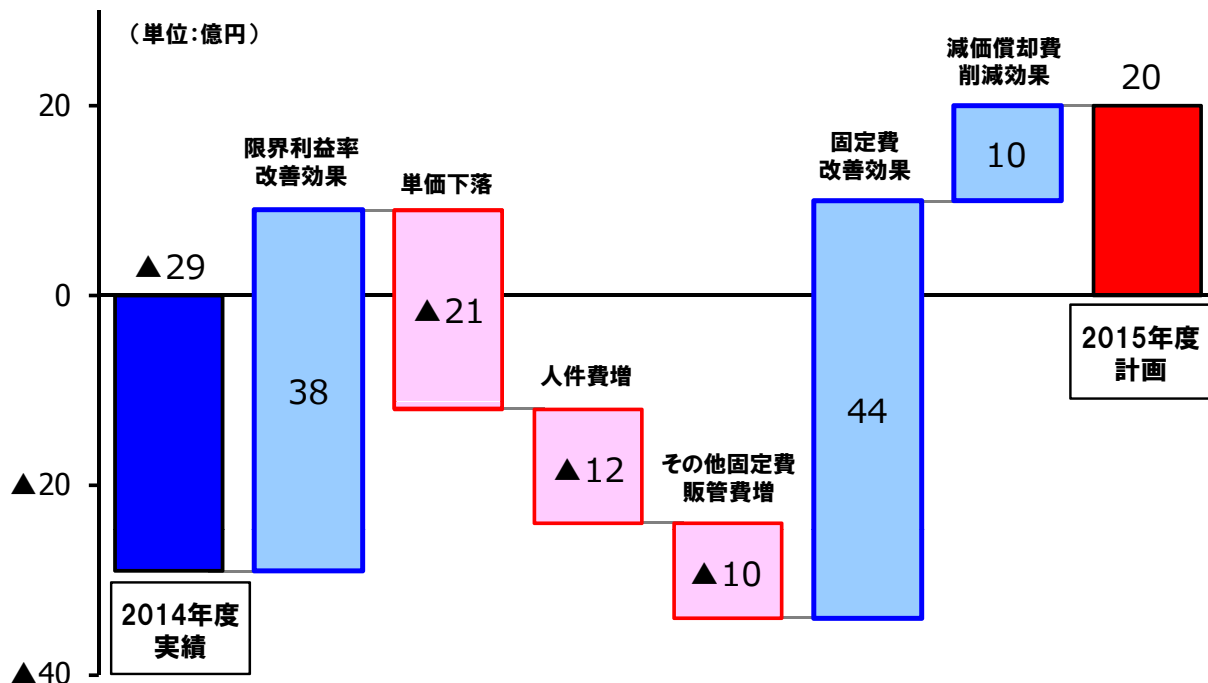 (単位:億円)
20
0
▲20
▲40
▲29
2014年度
実績
限界利益率
改善効果
38
単価下落
▲21
人件費増
▲12
その他固定費
販管費増
▲10
固定費
改善効果
44
減価償却費
削減効果
10
20
2015年度
計画